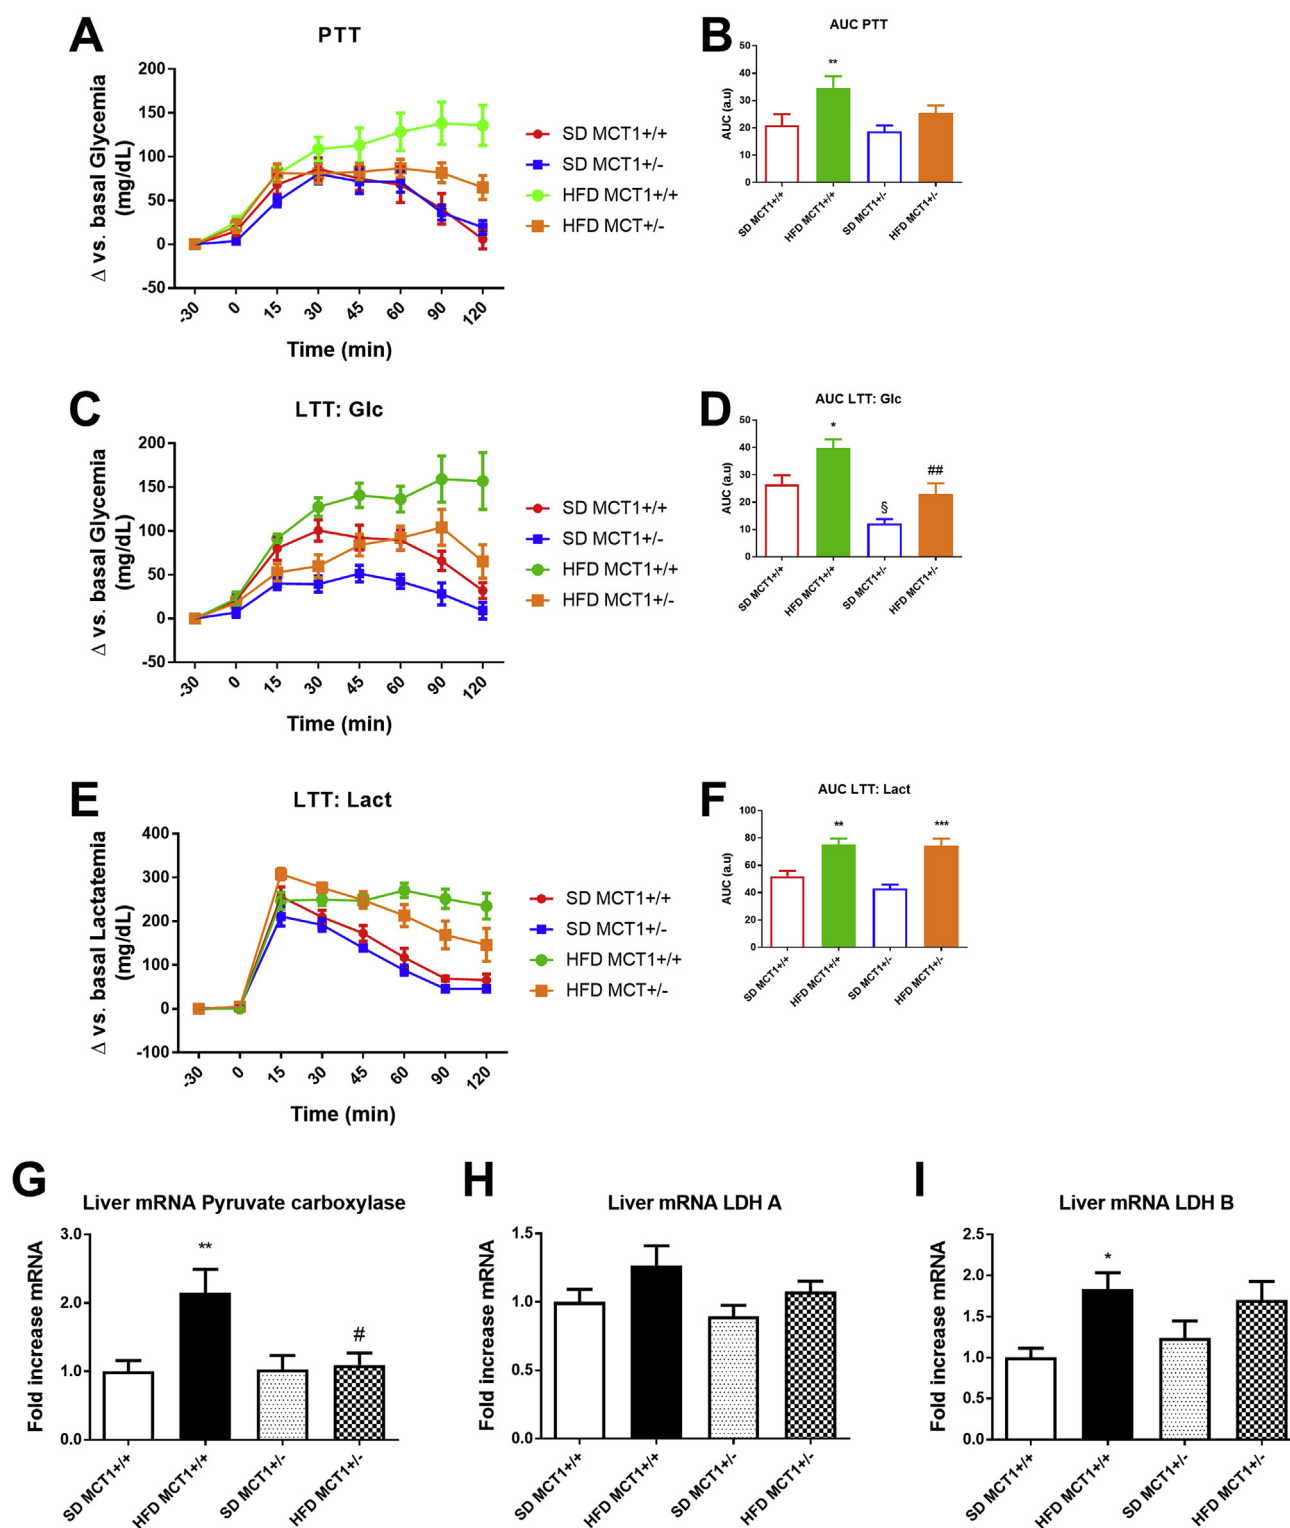 A
PTT
Δ vs. basal Glycemia
(mg/dL)
200
150
100
50
0
-50
-30
0
15
30
45
60
90
120
Time (min)
SD MCT1+/+
SD MCT1+/-
HFD MCT1+/+
HFD MCT+/-
B
AUC PTT
AUC (a.u)
50
40
30
20
10
0
**
SD MCT1+/+
HFD MCT1+/+
SD MCT1+/-
HFD MCT1+/-
C
LTT: Glc
Δ vs. basal Glycemia
(mg/dL)
200
150
100
50
0
-50
-30
0
15
30
45
60
90
120
Time (min)
SD MCT1+/+
SD MCT1+/-
HFD MCT1+/+
HFD MCT1+/-
D
AUC LTT: Glc
AUC (a.u)
50
40
30
20
10
0
*
§
##
SD MCT1+/+
HFD MCT1+/+
SD MCT1+/-
HFD MCT1+/-
E
LTT: Lact
Δ vs. basal Lactatemia
(mg/dL)
400
300
200
100
0
-100
-30
0
15
30
45
60
90
120
Time (min)
SD MCT1+/+
SD MCT1+/-
HFD MCT1+/+
HFD MCT+/-
F
AUC LTT: Lact
AUC (a.u)
100
80
60
40
20
0
**
***
SD MCT1+/+
HFD MCT1+/+
SD MCT1+/-
HFD MCT1+/-
G
Liver mRNA Pyruvate carboxylase
Fold increase mRNA
3.0
2.0
1.0
0.0
**
#
SD MCT1+/+
HFD MCT1+/+
SD MCT1+/-
HFD MCT1+/-
H
Liver mRNA LDH A
Fold increase mRNA
1.5
1.0
0.5
0.0
SD MCT1+/+
HFD MCT1+/+
SD MCT1+/-
HFD MCT1+/-
I
Liver mRNA LDH B
Fold increase mRNA
2.5
2.0
1.5
1.0
0.5
0.0
*
SD MCT1+/+
HFD MCT1+/+
SD MCT1+/-
HFD MCT1+/-